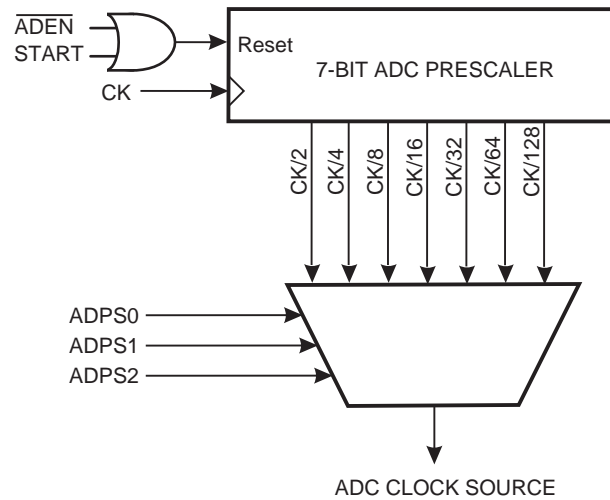 ADEN
START
Reset
7-BIT ADC PRESCALER
CK
CK/2
CK/4
CK/8
CK/16
CK/32
CK/64
CK/128
ADPS0
ADPS1
ADPS2
ADC CLOCK SOURCE